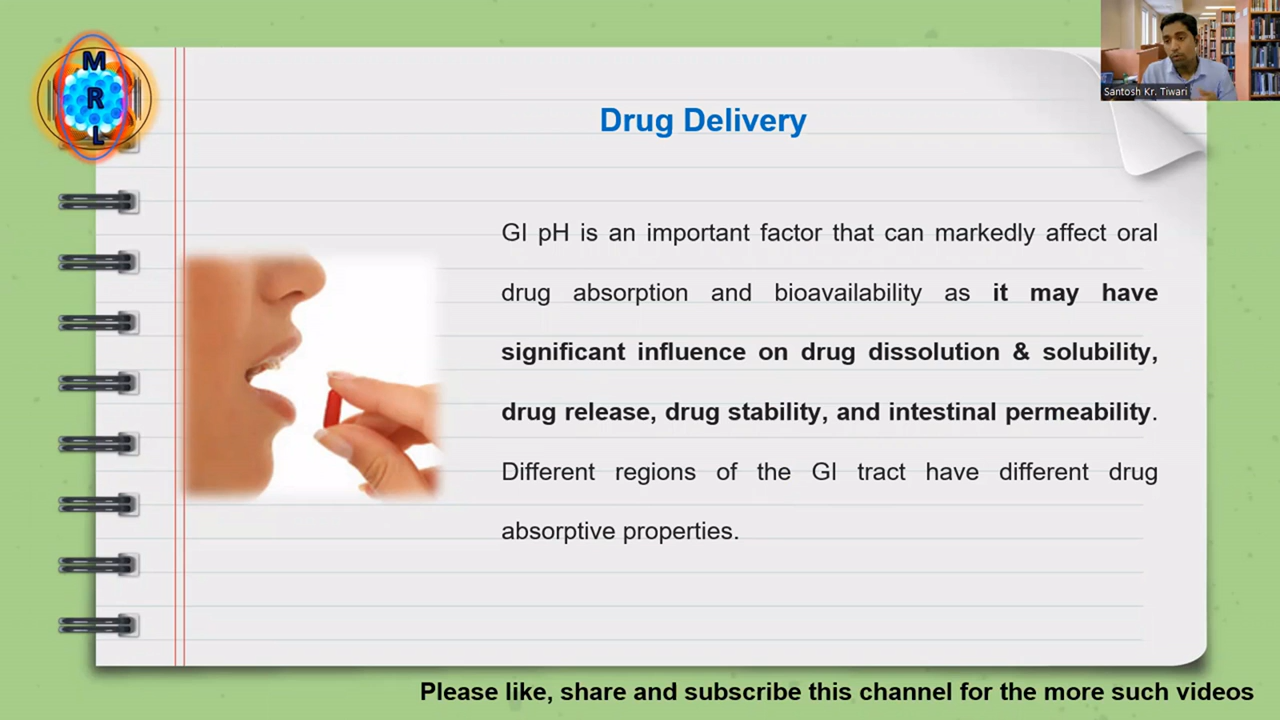 M
R
L
Santosh Kr. Tiwari
Drug Delivery
GI pH is an important factor that can markedly affect oral
drug absorption and bioavailability as it may have
significant influence on drug dissolution & solubility,
drug release, drug stability, and intestinal permeability.
Different regions of the GI tract have different drug
absorptive properties.
Please like, share and subscribe this channel for the more such videos